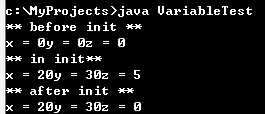 c:\MyProjects>java VariableTest
** before init **
x = 0y = 0z = 0
** in init**
x = 20y = 30z = 5
** after init **
x = 20y = 30z = 0